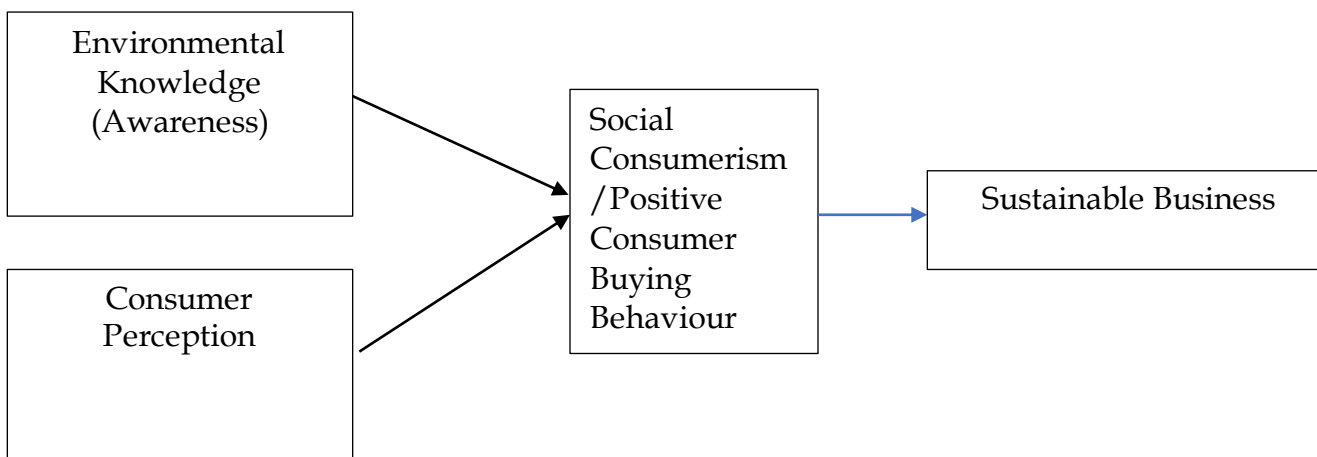 Environmental
Knowledge
(Awareness)
Consumer
Perception
Social
Consumerism
/Positive
Consumer
Buying
Behaviour
Sustainable Business